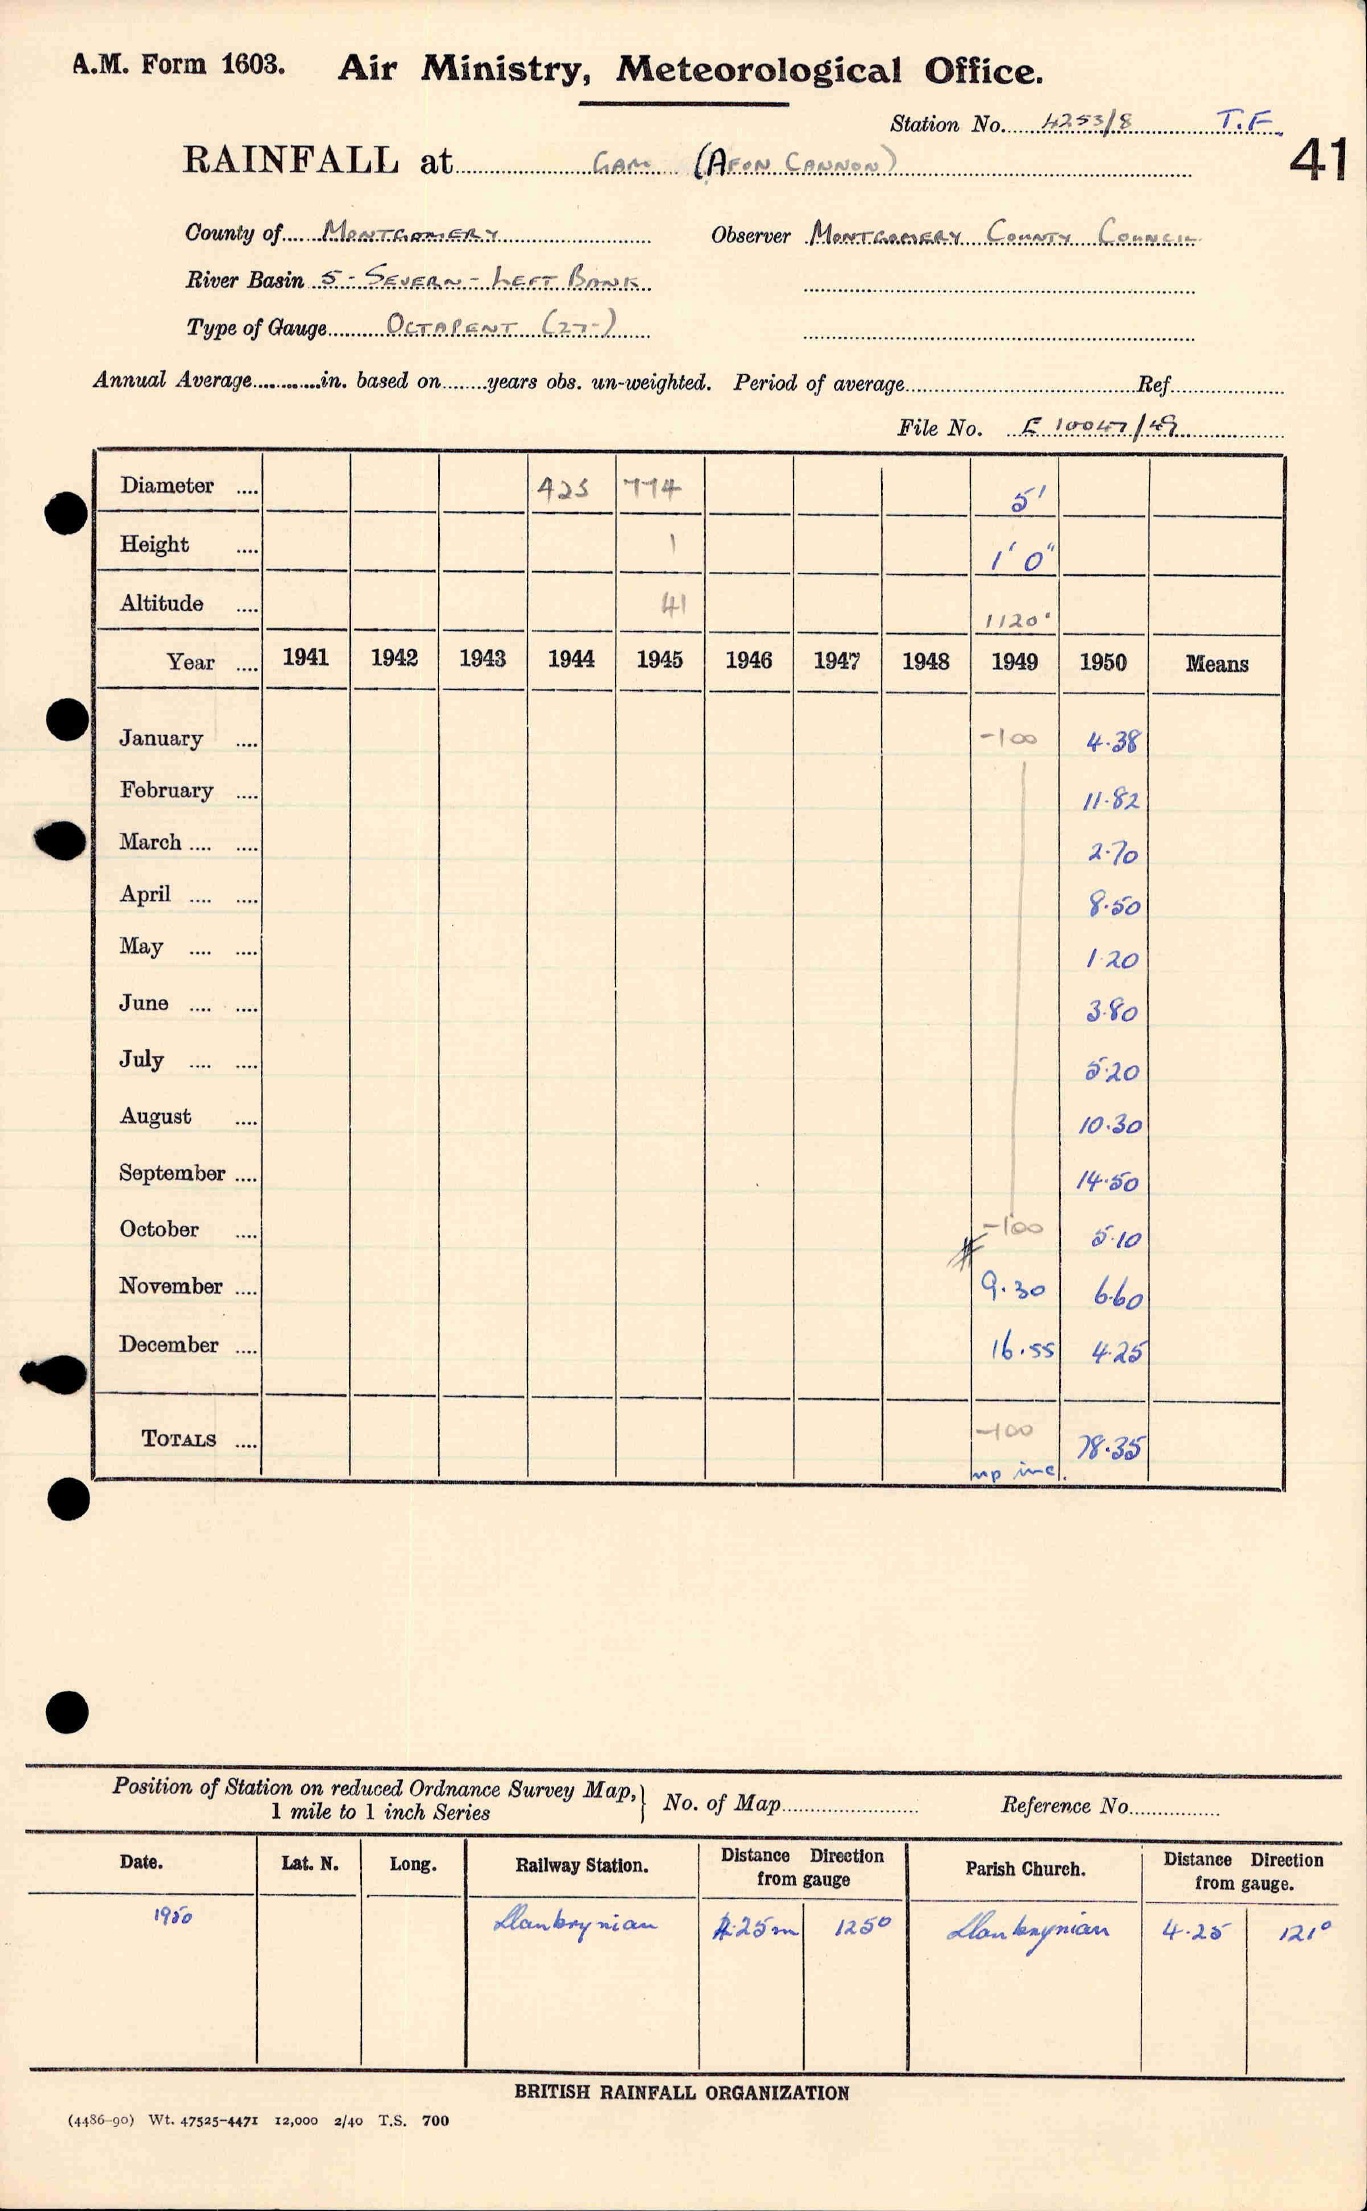 A.M. Form 1603. Air Ministry, Meteorological Office.
Station No. 4253/8 T.F.
RAINFALL at GAM (AFON CANNON) 41
County of MONTGOMERY Observer MONTGOMERY COUNTY COUNCIL
River Basin 5 - SEVERN - LEFT BANK
Type of Gauge OCTAPENT (27-)
Annual Average in. based on years obs. un-weighted. Period of average Ref.
File No. E 10047/49
Diameter 425 774 5'
Height 1 1' 0"
Altitude 41 1120'
Year 1941 1942 1943 1944 1945 1946 1947 1948 1949 1950 Means
January -100 4.38
February 11.82
March 2.70
April 8.50
May 1.20
June 3.80
July 5.20
August 10.30
September 14.50
October -100 5.10
November 9.30 6.60
December 16.55 4.25
TOTALS -100 78.35
inc.
Position of Station on reduced Ordnance Survey Map, } No. of Map Reference No.
1 mile to 1 inch Series
Date. Lat. N. Long. Railway Station. Distance Direction from gauge Parish Church. Distance Direction from gauge.
1950 Llanbrynian 4.25m 125° Llanbrynian 4.25 121°
BRITISH RAINFALL ORGANIZATION
(4486-90) Wt. 47525-4471 12,000 2/40 T.S. 700